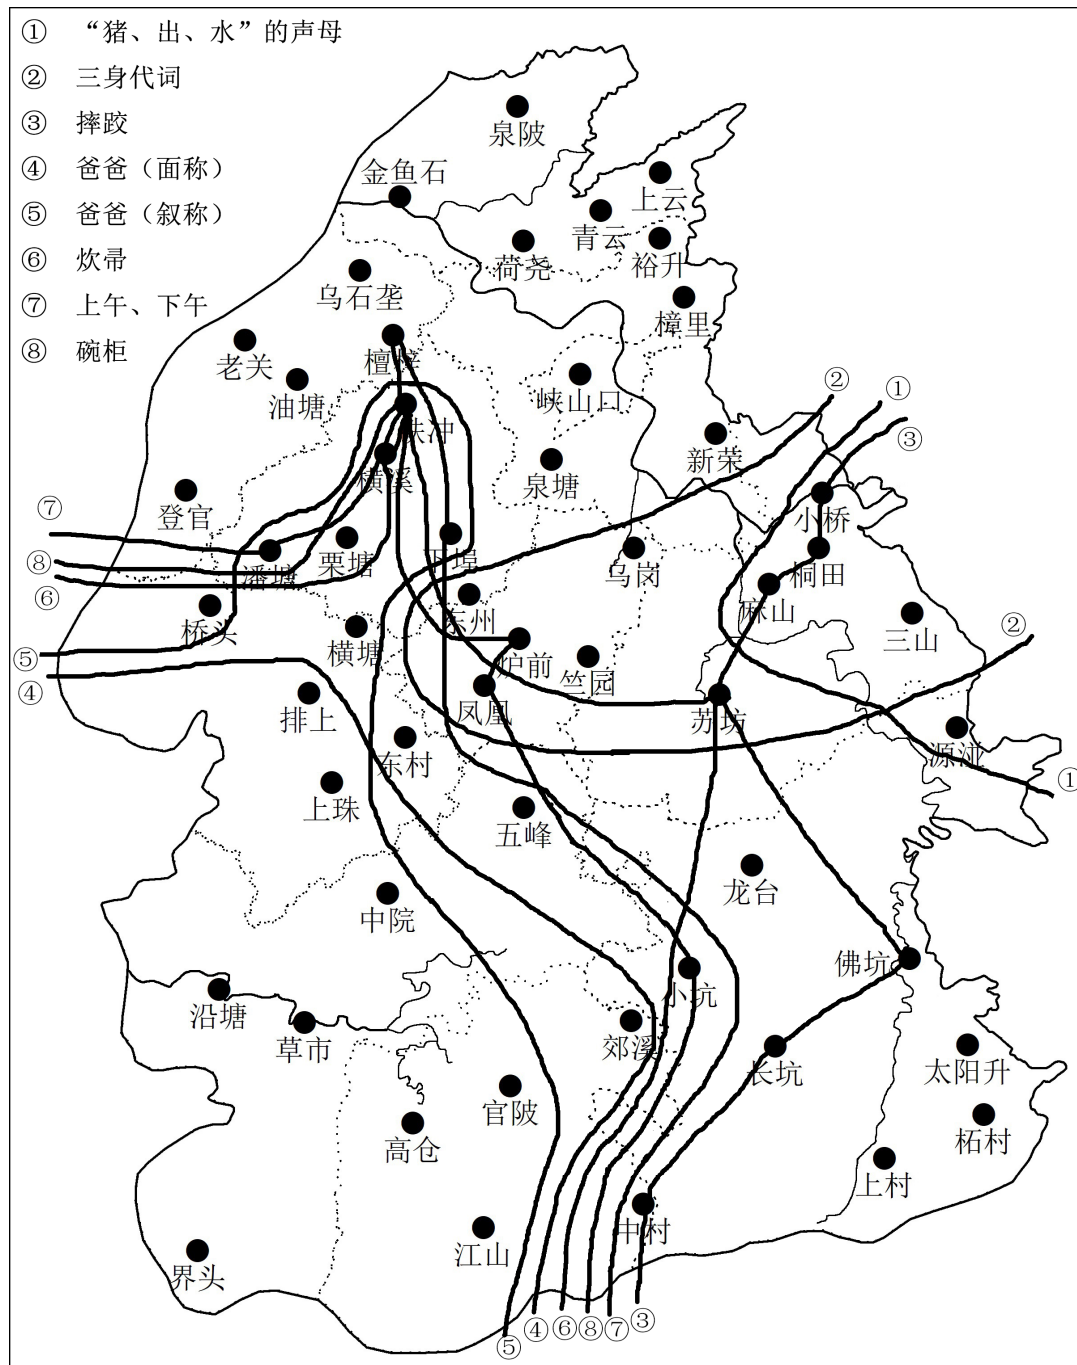 ① “猪、出、水”的声母
② 三身代词
③ 摔跤
④ 爸爸（面称）
⑤ 爸爸（叙称）
⑥ 炊帚
⑦ 上午、下午
⑧ 碗柜
泉陂
金鱼石
上云
青云
荷尧
裕升
乌石垄
樟里
檀梓
老关
油塘
峡山口
②
①
③
新荣
铁冲
横溪
泉塘
登官
⑦
小桥
下埠
栗塘
潘塘
乌岗
桐田
⑧
⑥
麻山
东州
桥头
横塘
三山
②
炉前
竺园
⑤
④
凤凰
苏坊
排上
东村
源湴
①
上珠
五峰
龙台
中院
佛坑
小坑
沿塘
草市
郊溪
长坑
太阳升
官陂
高仓
柘村
上村
中村
江山
界头
⑤
④
⑥
⑧
⑦
③